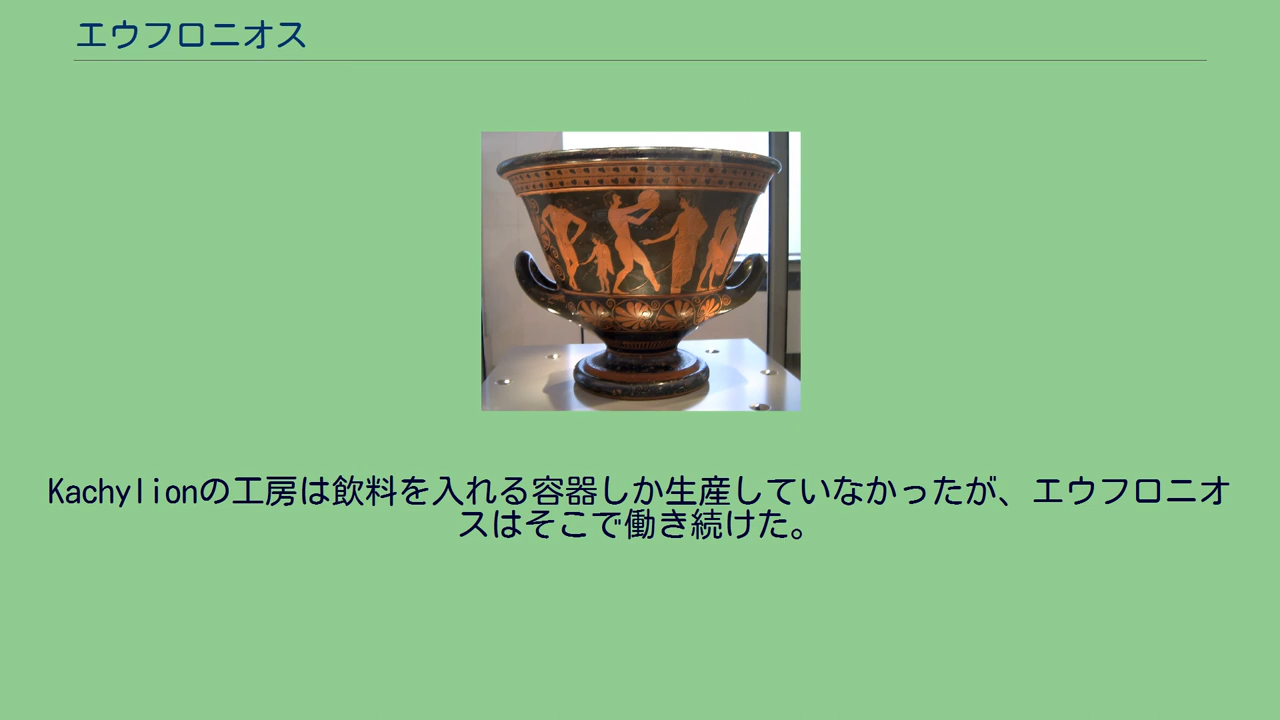 エウフロニオス
Kachylionの工房は飲料を入れる容器しか生産していなかったが、エウフロニオ
スはそこで働き続けた。